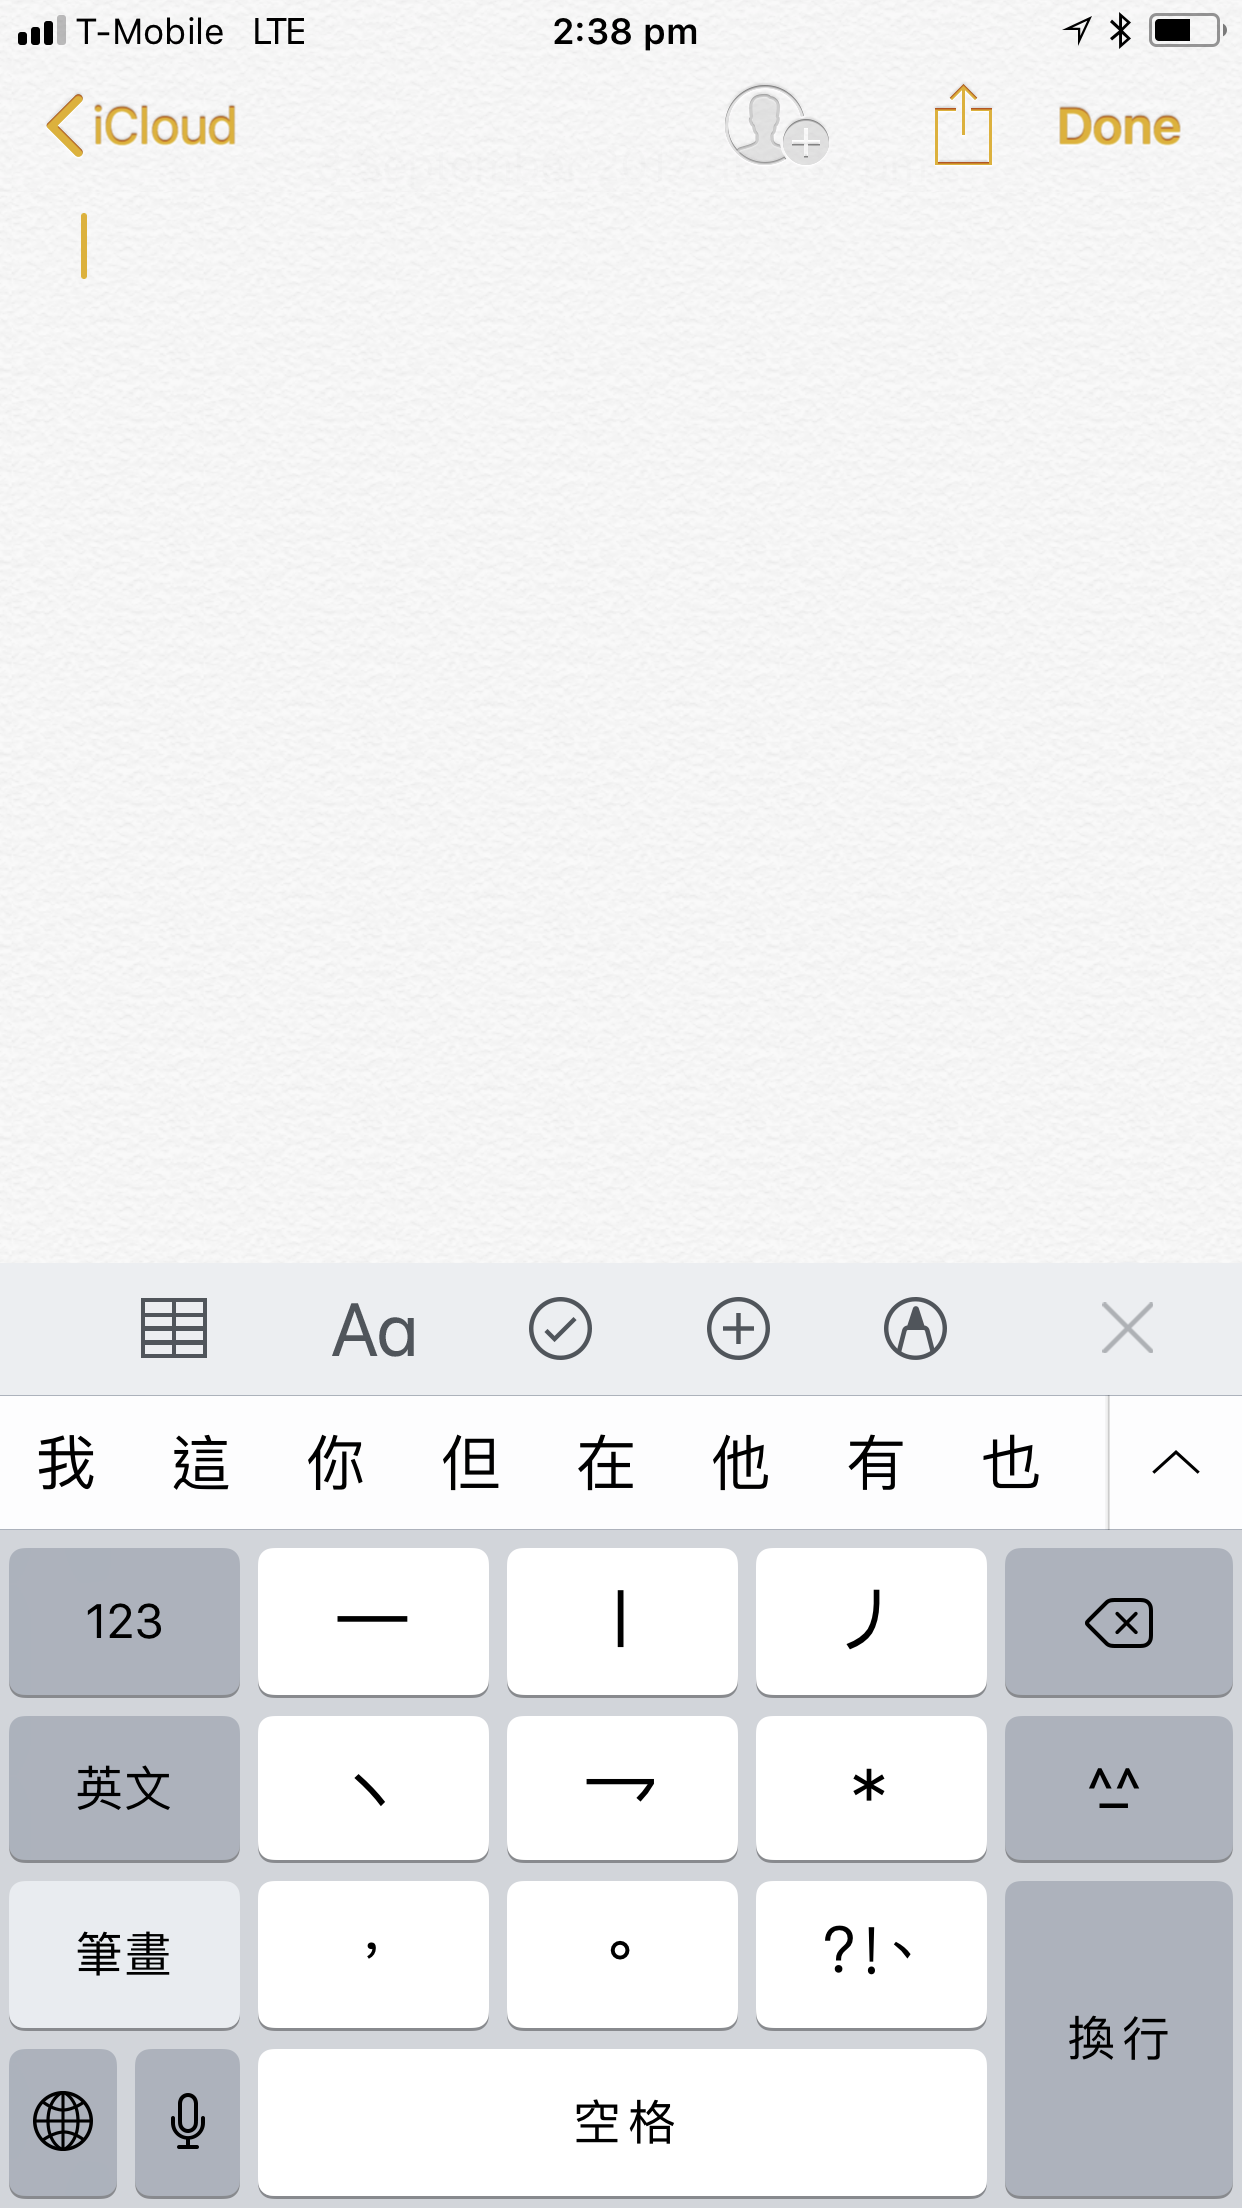 T-Mobile LTE 2:38 pm
iCloud Done
Aa
我 這 你 但 在 他 有 也
123 一 丨 丿
英文 丶 乛 * ^_^
筆畫 ， 。 ?!、
換行
空格